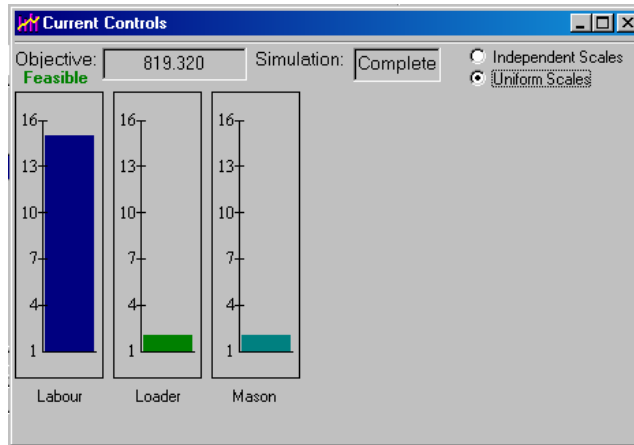 Current Controls
Objective: 819.320 Simulation: Complete
Feasible
Independent Scales
Uniform Scales
16 16 16
13 13 13
10 10 10
7 7 7
4 4 4
1 1 1
Labour Loader Mason